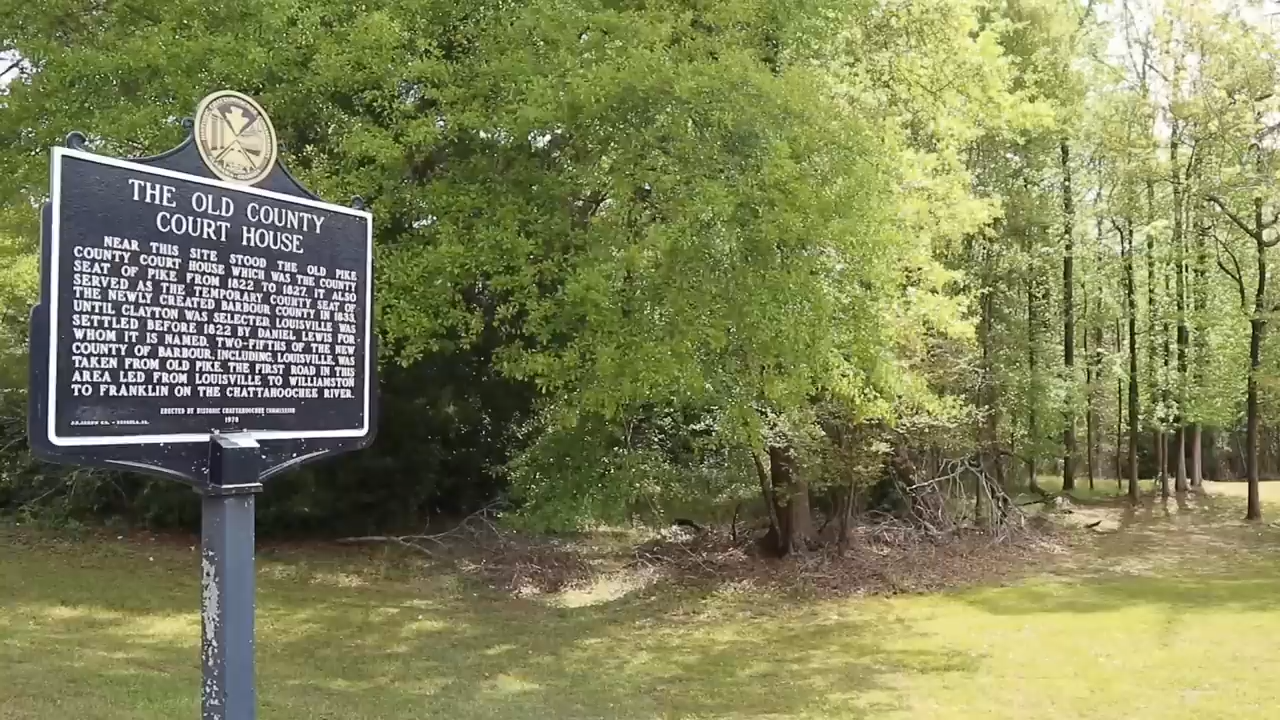 THE OLD COUNTY
COURT HOUSE
NEAR THIS SITE STOOD THE OLD PIKE
COUNTY COURT HOUSE WHICH WAS THE COUNTY
SEAT OF PIKE FROM 1822 TO 1827. IT ALSO
SERVED AS THE TEMPORARY COUNTY SEAT OF
THE NEWLY CREATED BARBOUR COUNTY IN 1833,
UNTIL CLAYTON WAS SELECTED. LOUISVILLE WAS
SETTLED BEFORE 1822 BY DANIEL LEWIS FOR
WHOM IT IS NAMED. TWO-FIFTHS OF THE NEW
COUNTY OF BARBOUR, INCLUDING, LOUISVILLE, WAS
TAKEN FROM OLD PIKE. THE FIRST ROAD IN THIS
AREA LED FROM LOUISVILLE TO WILLIAMSTON
TO FRANKLIN ON THE CHATTAHOOCHEE RIVER.
ERECTED BY HISTORIC CHATTAHOOCHEE COMMISSION
1978